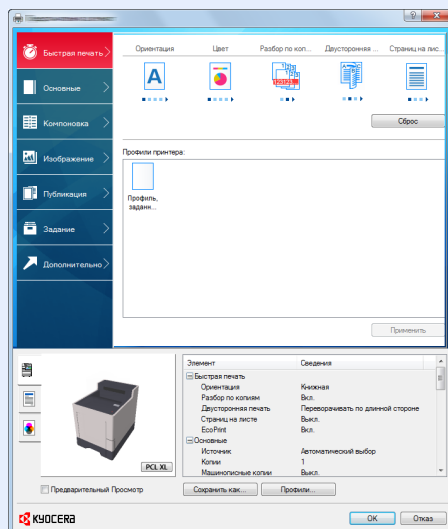 Быстрая печать
Основные
Компоновка
Изображение
Публикация
Задание
Дополнительно
Ориентация
Цвет
Разбор по коп...
Двусторонняя ...
Страниц на лис...
A
123123
Сброс
Профили принтера:
Профиль,
заданн...
Применить
PCL XL
Предварительный Просмотр
Элемент Сведения
Быстрая печать
Ориентация Книжная
Разбор по копиям Вкл.
Двусторонняя печать Переворачивать по длинной стороне
Страниц на листе Выкл.
EcoPrint Вкл.
Основные
Источник Автоматический выбор
Копии 1
Машинописные копии Выкл.
Сохранить как... Профили...
KYOCERA
OK Отказ